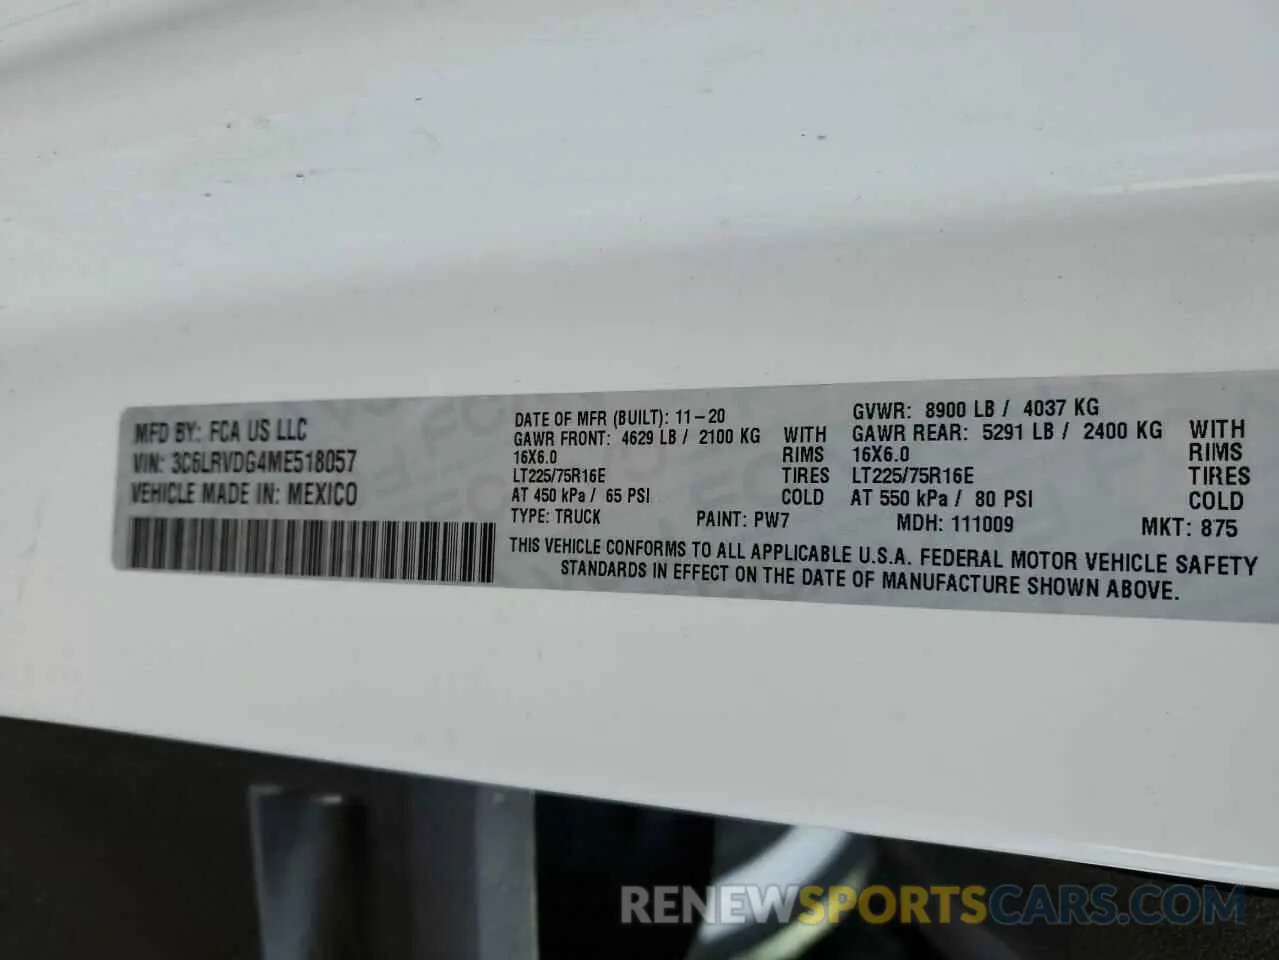 MFD BY: FCA US LLC
VIN: 3C6LRVDG4ME518057
VEHICLE MADE IN: MEXICO
DATE OF MFR (BUILT): 11-20
GAWR FRONT: 4629 LB / 2100 KG WITH
16X6.0 RIMS
LT225/75R16E TIRES
AT 450 kPa / 65 PSI COLD
GVWR: 8900 LB / 4037 KG
GAWR REAR: 5291 LB / 2400 KG WITH
16X6.0 RIMS
LT225/75R16E TIRES
AT 550 kPa / 80 PSI COLD
TYPE: TRUCK PAINT: PW7 MDH: 111009 MKT: 875
THIS VEHICLE CONFORMS TO ALL APPLICABLE U.S.A. FEDERAL MOTOR VEHICLE SAFETY
STANDARDS IN EFFECT ON THE DATE OF MANUFACTURE SHOWN ABOVE.
RENEWSPORTSCARS.COM